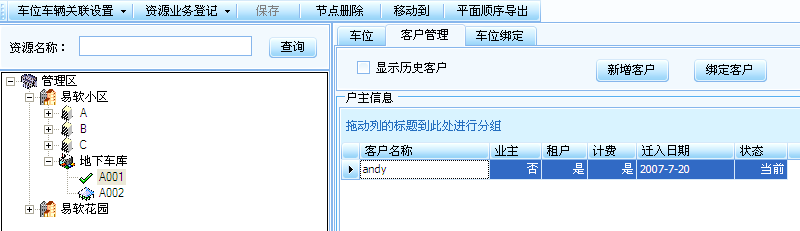 车位车辆关联设置 资源业务登记 保存 节点删除 移动到 平面顺序导出
资源名称： 查询
管理区
易软小区
A
B
C
地下车库
A001
A002
易软花园
车位 客户管理 车位绑定
显示历史客户 新增客户 绑定客户
户主信息
拖动列的标题到此处进行分组
客户名称 业主 租户 计费 迁入日期 状态
andy 否 是 是 2007-7-20 当前